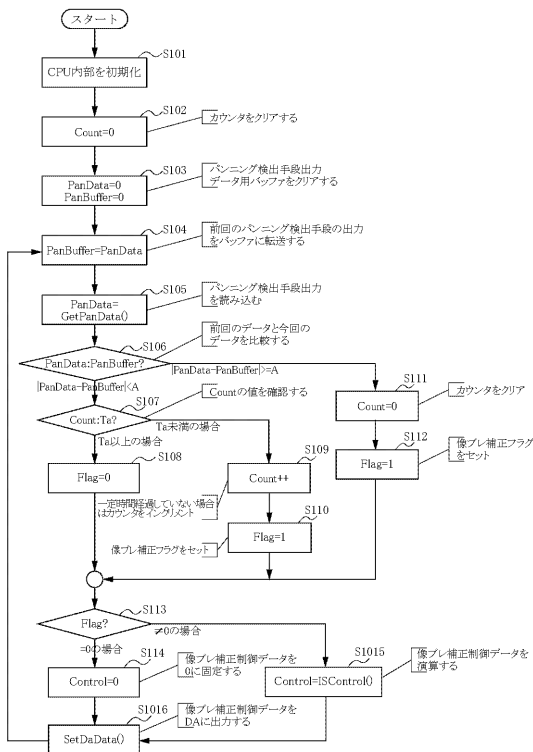 スタート
S101
CPU内部を初期化
S102
Count=0
カウンタをクリアする
S103
PanData=0
PanBuffer=0
パンニング検出手段出力
データ用バッファをクリアする
S104
PanBuffer=PanData
前回のパンニング検出手段の出力
をバッファに転送する
S105
PanData=
GetPanData()
パンニング検出手段出力
を読み込む
S106
PanData:PanBuffer?
前回のデータと今回の
データを比較する
|PanData-PanBuffer|<A
|PanData-PanBuffer|>=A
S107
Count:Ta?
Countの値を確認する
Ta以上の場合
Ta未満の場合
S108
Flag=0
S109
Count++
一定時間経過していない場合
はカウンタをイングリメント
S110
Flag=1
像ブレ補正フラグをセット
S111
Count=0
カウンタをクリア
S112
Flag=1
像ブレ補正フラグ
をセット
S113
Flag?
=0の場合
≠0の場合
S114
Control=0
像ブレ補正制御データを
0に固定する
S1015
Control=ISControl()
像ブレ補正制御データを
演算する
S1016
SetDaData()
像ブレ補正制御データを
DAに出力する